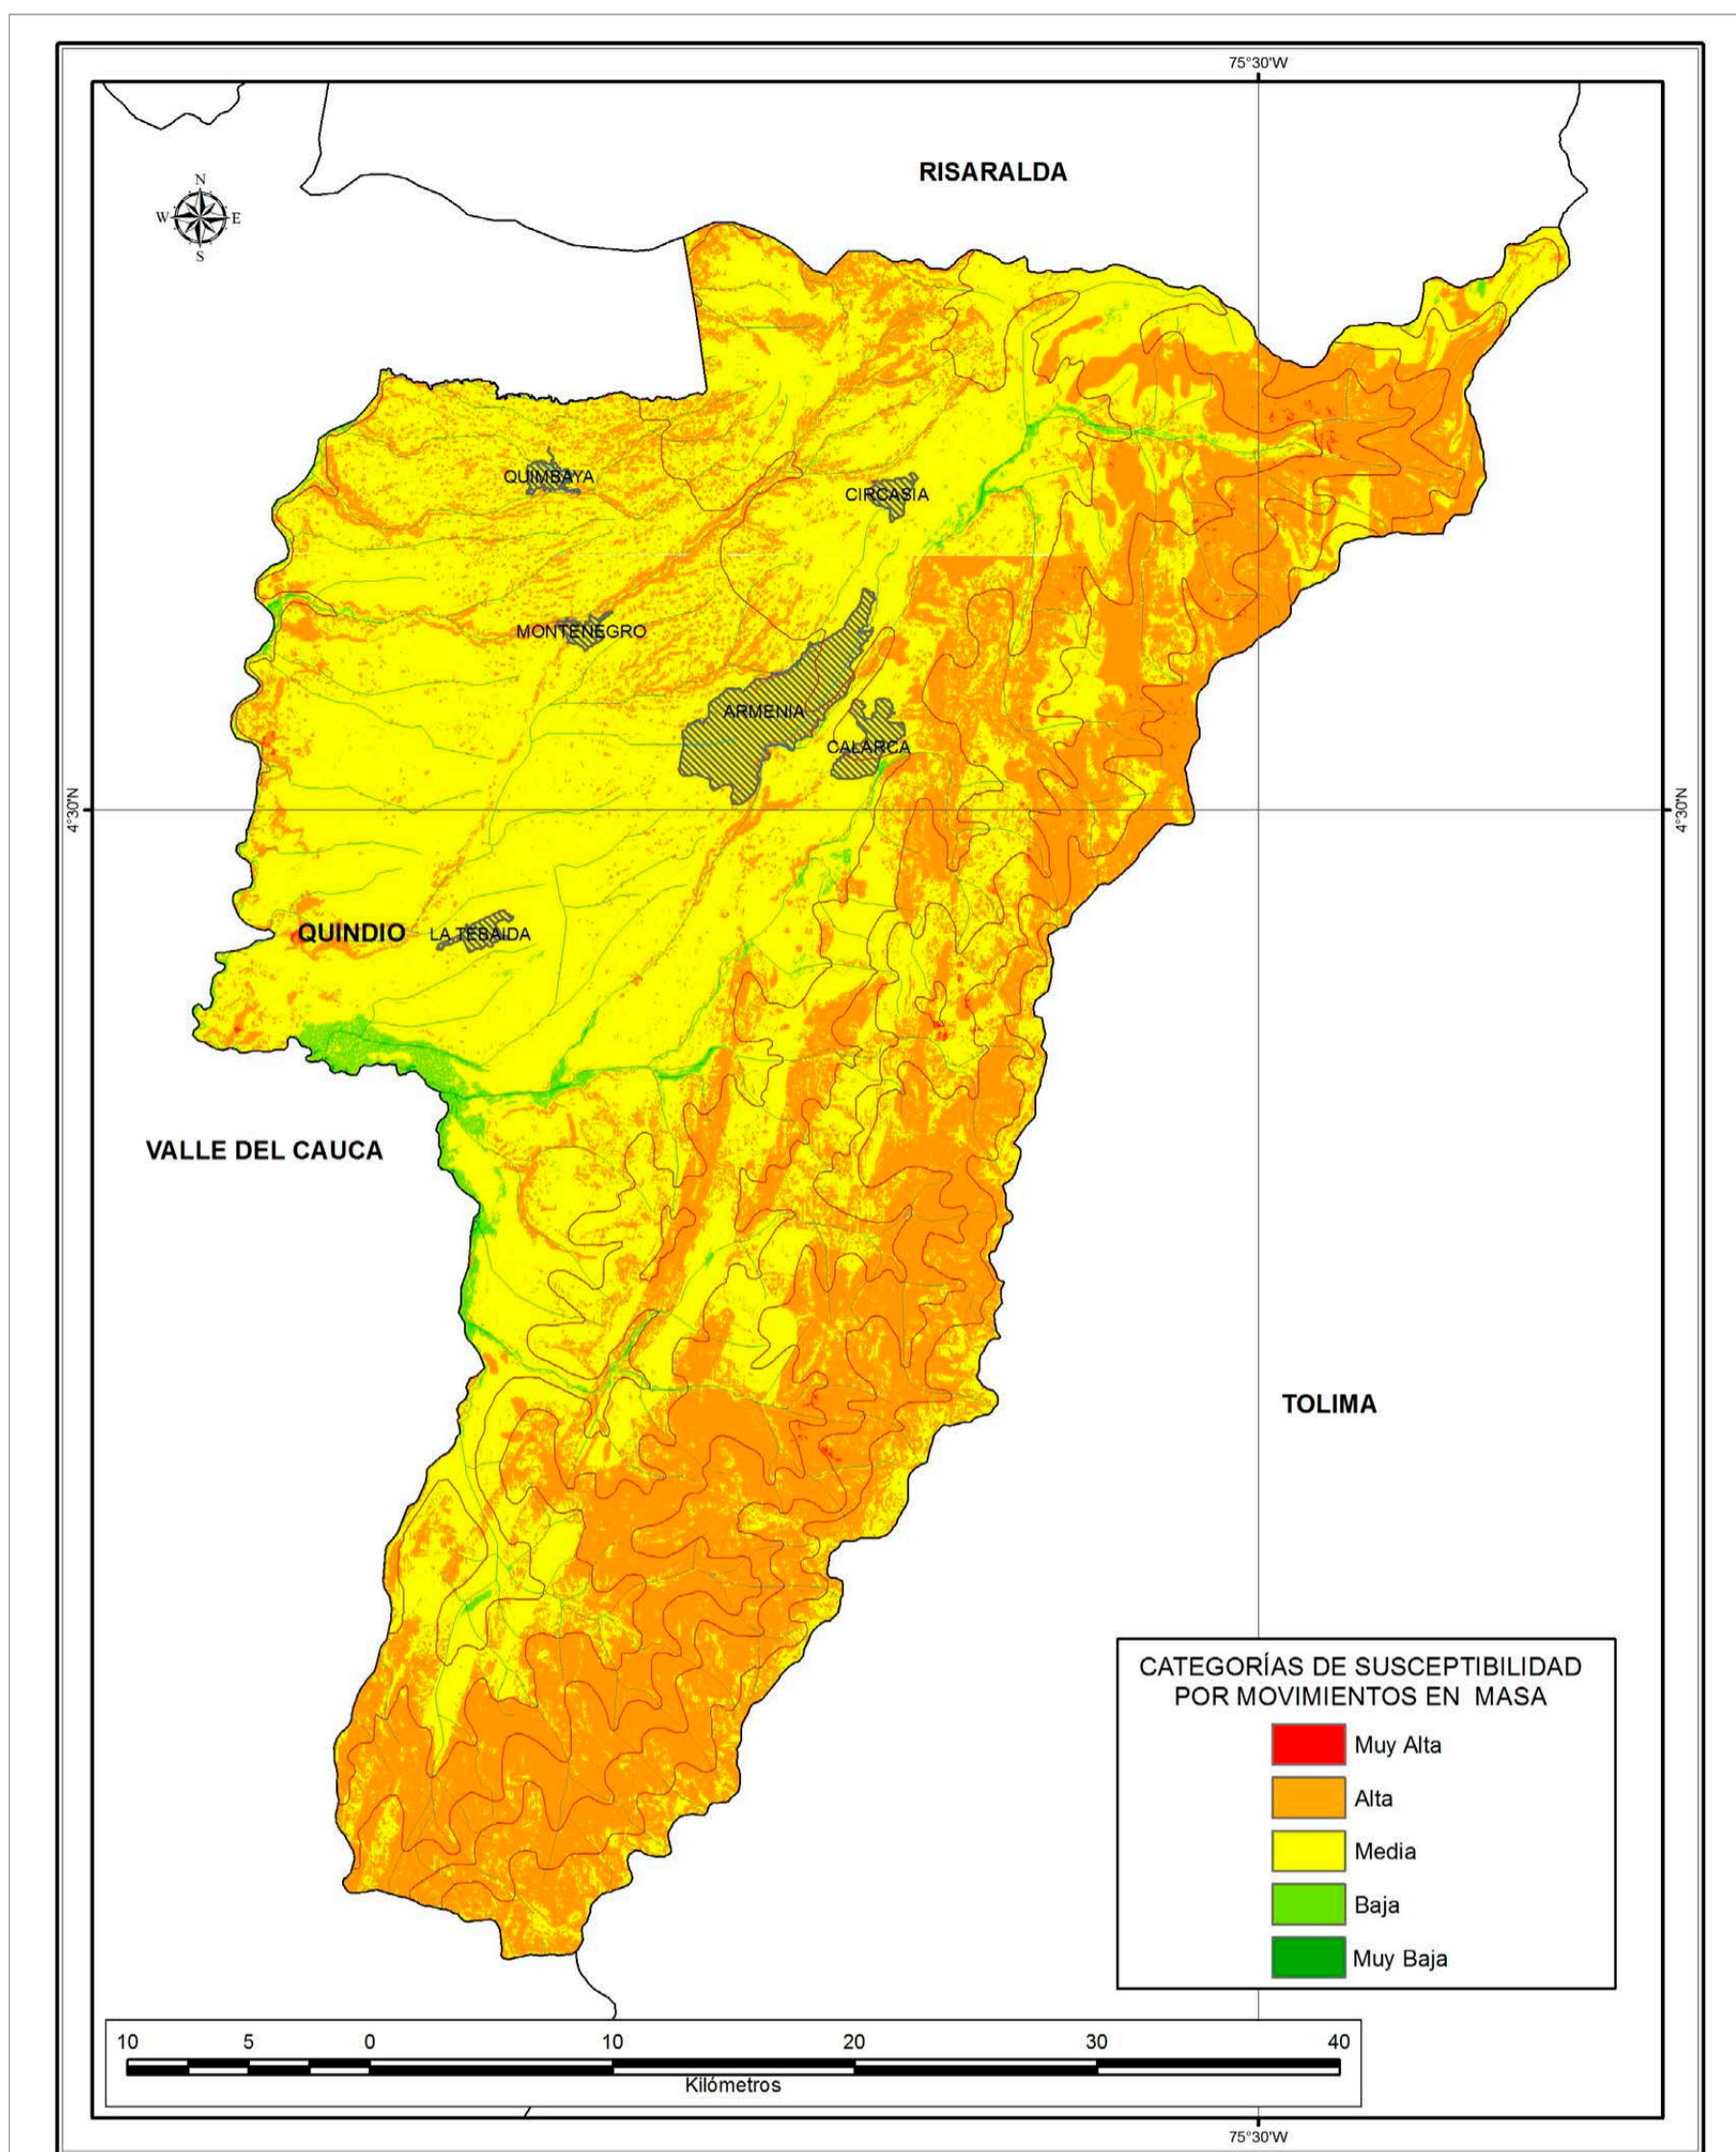 75°30'W
RISARALDA
N
W E
S
QUIMBAYA
CIRCASIA
MONTENEGRO
ARMENIA
CALARCA
4°30'N
4°30'N
QUINDIO
LA TEBAIDA
VALLE DEL CAUCA
TOLIMA
CATEGORÍAS DE SUSCEPTIBILIDAD
POR MOVIMIENTOS EN MASA
Muy Alta
Alta
Media
Baja
Muy Baja
10 5 0 10 20 30 40
Kilómetros
75°30'W